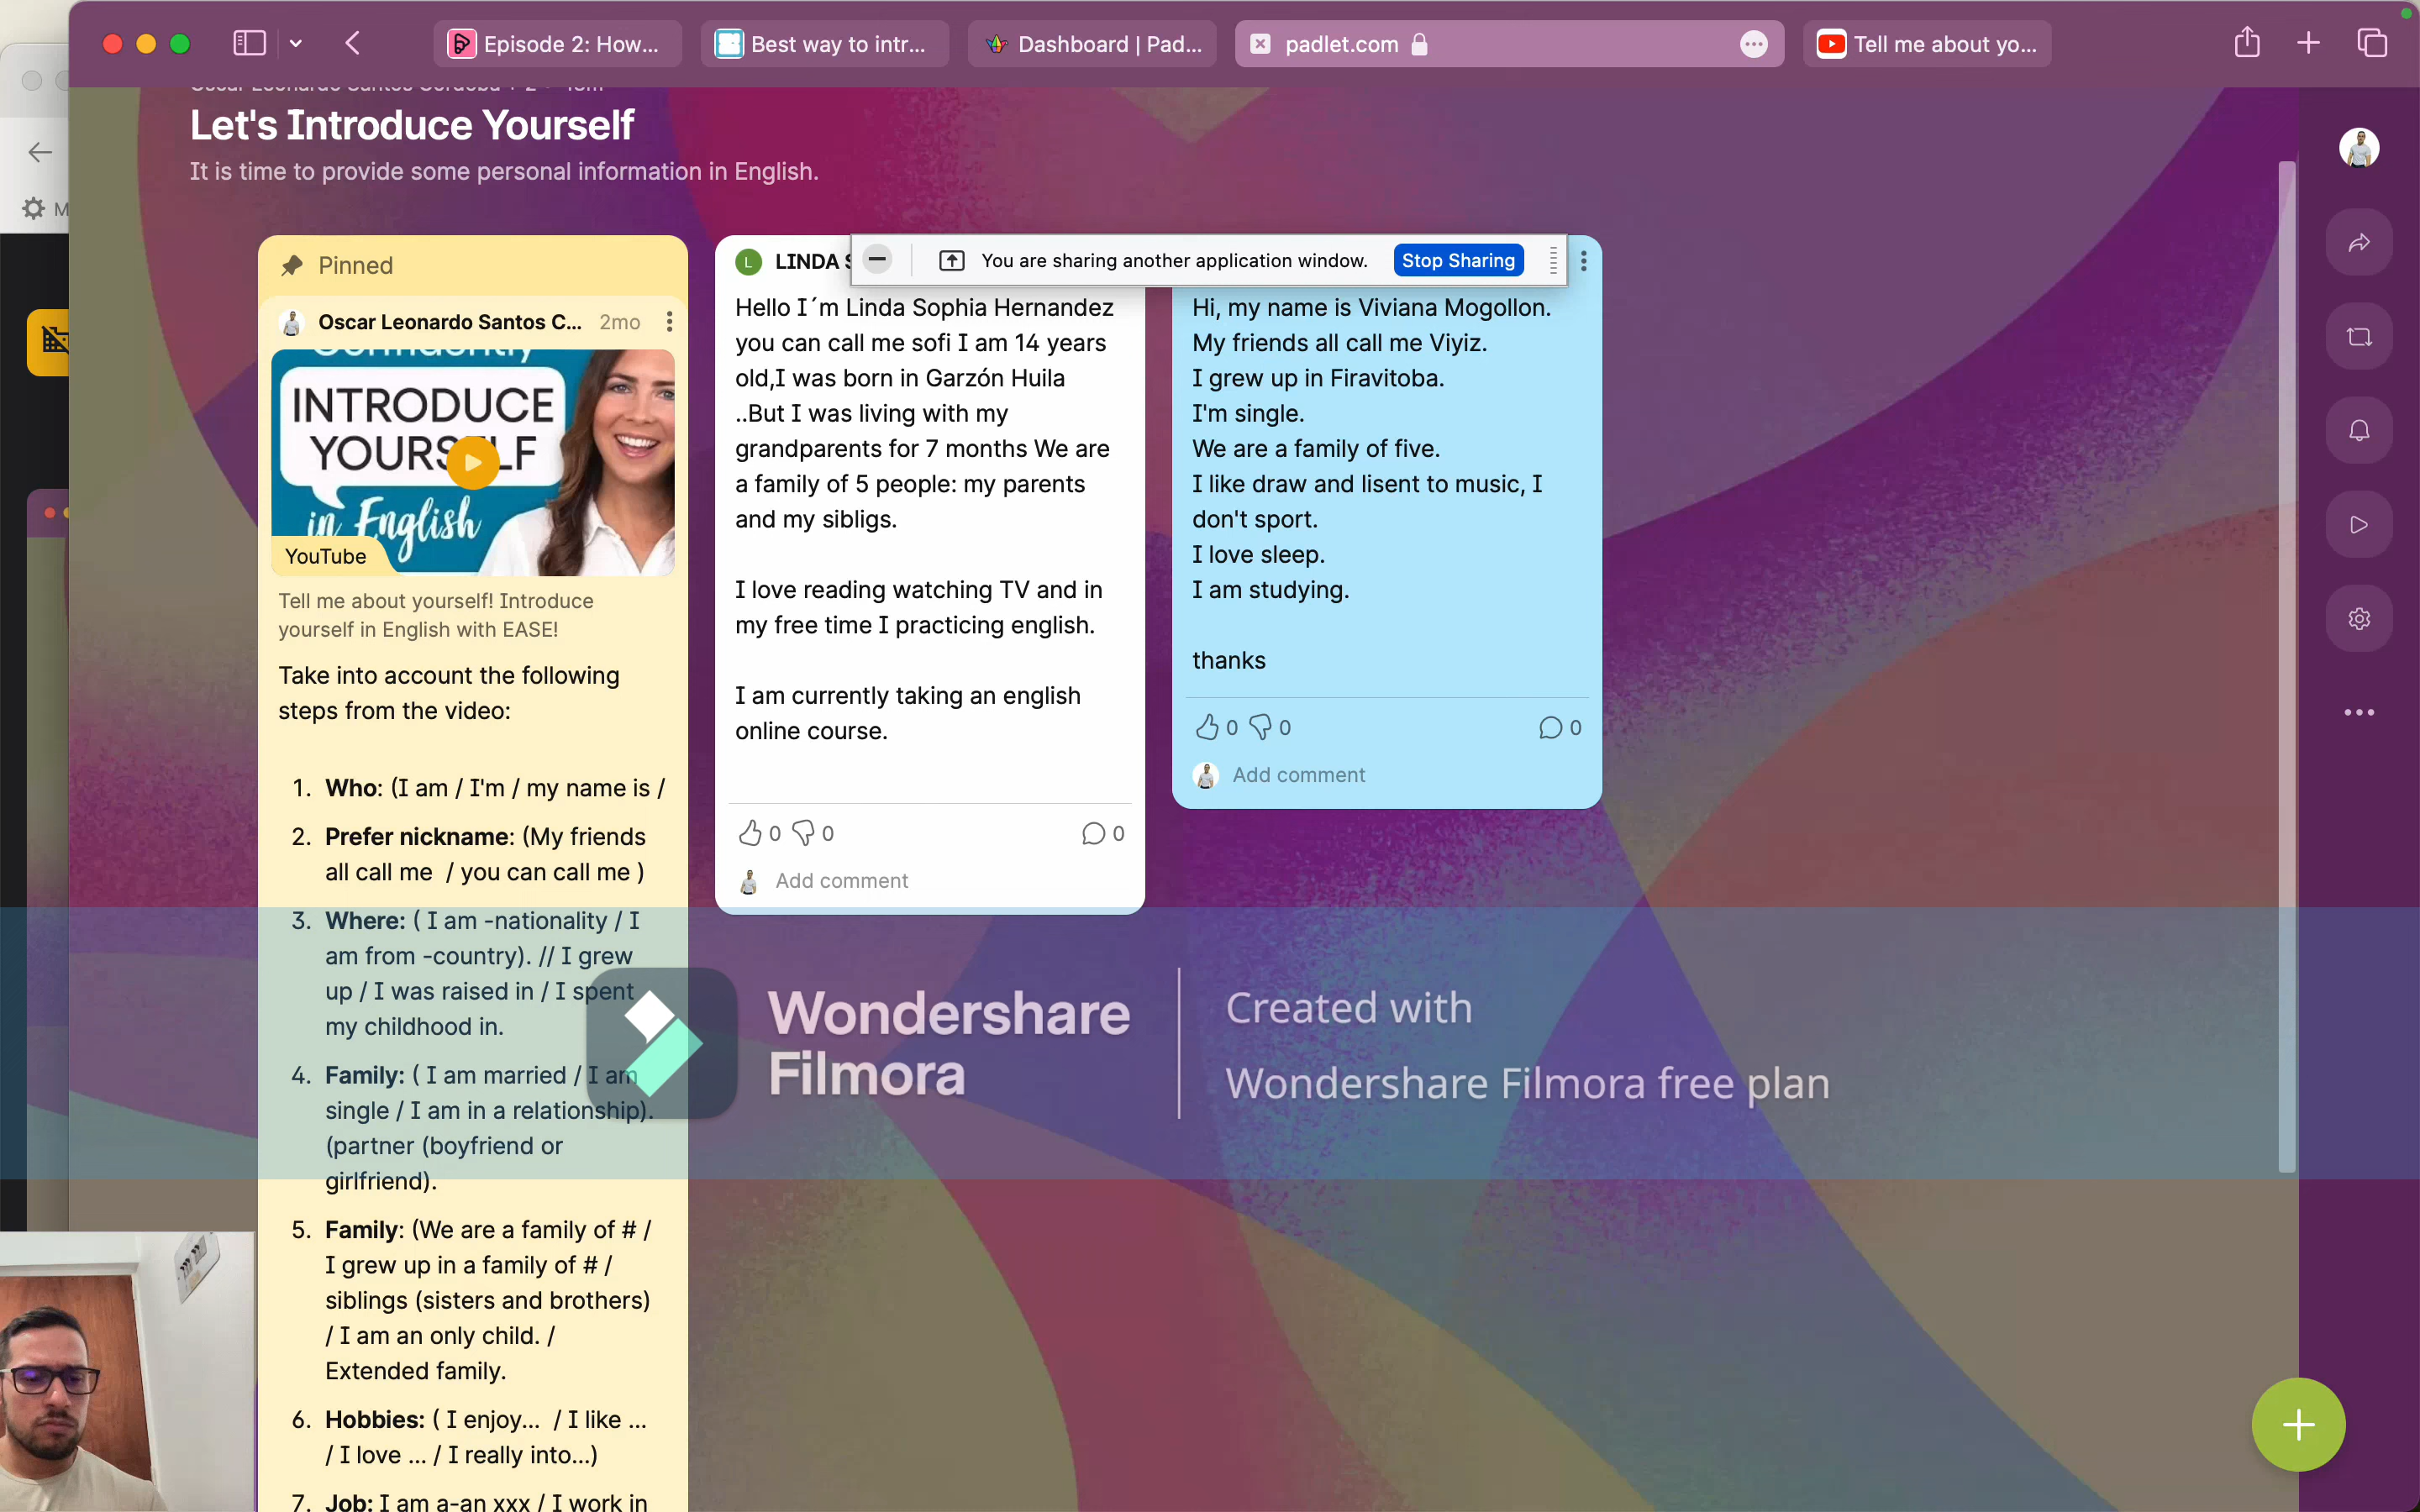 Episode 2: How...
Best way to intr...
Dashboard | Pad...
padlet.com
Tell me about yo...
Let's Introduce Yourself
It is time to provide some personal information in English.
M
Pinned
Oscar Leonardo Santos C... 2mo
INTRODUCE
YOURSELF
in English
YouTube
Tell me about yourself! Introduce
yourself in English with EASE!
Take into account the following
steps from the video:
1. Who: (I am / I'm / my name is /
2. Prefer nickname: (My friends
all call me / you can call me )
3. Where: ( I am -nationality / I
am from -country). // I grew
up / I was raised in / I spent
my childhood in.
4. Family: ( I am married / I am
single / I am in a relationship).
(partner (boyfriend or
girlfriend).
5. Family: (We are a family of # /
I grew up in a family of # /
siblings (sisters and brothers)
/ I am an only child. /
Extended family.
6. Hobbies: ( I enjoy... / I like ...
/ I love ... / I really into...)
7. Job: I am a-an xxx / I work in
L LINDA
You are sharing another application window. Stop Sharing
Hello I´m Linda Sophia Hernandez
you can call me sofi I am 14 years
old,I was born in Garzón Huila
..But I was living with my
grandparents for 7 months We are
a family of 5 people: my parents
and my sibligs.
I love reading watching TV and in
my free time I practicing english.
I am currently taking an english
online course.
0 0 0
Add comment
Hi, my name is Viviana Mogollon.
My friends all call me Viyiz.
I grew up in Firavitoba.
I'm single.
We are a family of five.
I like draw and lisent to music, I
don't sport.
I love sleep.
I am studying.
thanks
0 0 0
Add comment
Wondershare
Filmora
Created with
Wondershare Filmora free plan